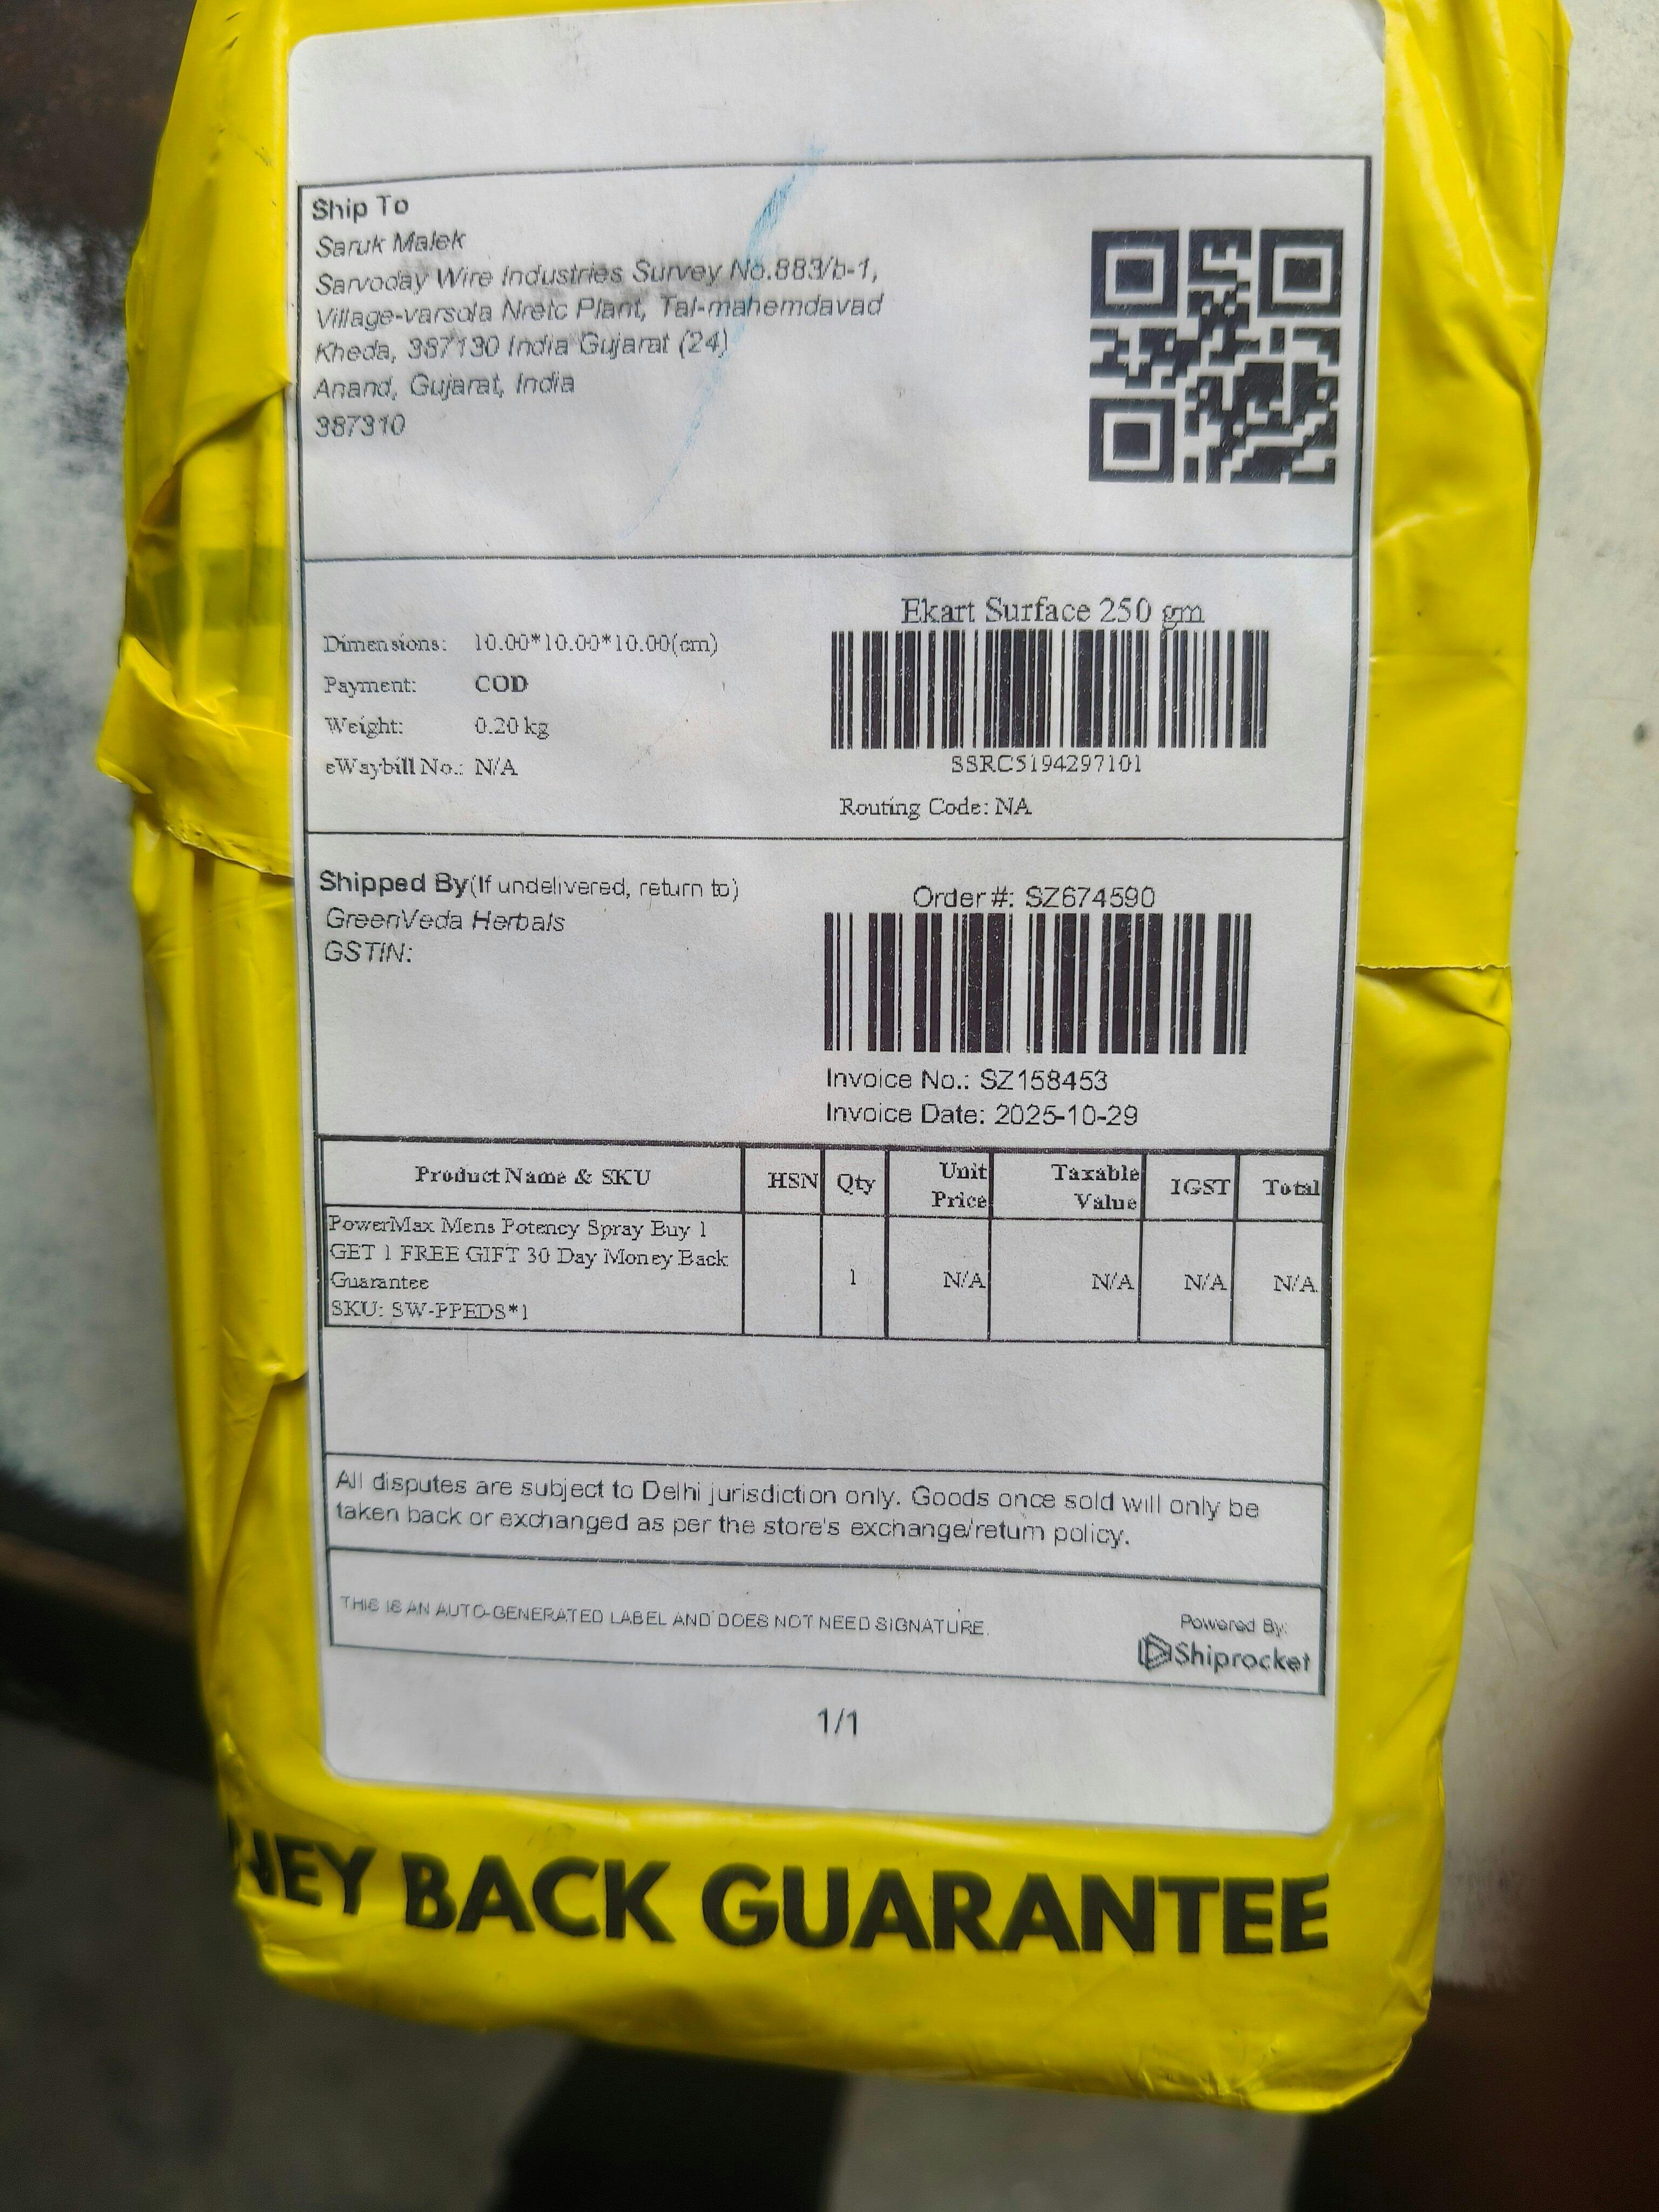 Ship To
Saruk Malek
Sarvoday Wire Industries Survey No.883/b-1,
Village-varsola Nretc Plant, Tal-mahemdavad
Kheda, 387130 India Gujarat (24)
Anand, Gujarat, India
387310
Dimensions: 10.00*10.00*10.00(cm)
Payment: COD
Weight: 0.20 kg
eWaybill No.: N/A
Ekart Surface 250 gm
SSRC5194297101
Routing Code: NA
Shipped By(If undelivered, return to)
GreenVeda Herbals
GSTIN:
Order #: SZ674590
Invoice No.: SZ158453
Invoice Date: 2025-10-29
Product Name & SKU HSN Qty Unit Price Taxable Value IGST Total
PowerMax Mens Potency Spray Buy 1
GET 1 FREE GIFT 30 Day Money Back
Guarantee
SKU: SW-PPEDS*1
1 N/A N/A N/A N/A
All disputes are subject to Delhi jurisdiction only. Goods once sold will only be
taken back or exchanged as per the store's exchange/return policy.
THIS IS AN AUTO-GENERATED LABEL AND DOES NOT NEED SIGNATURE.
Powered By:
Shiprocket
1/1
NEY BACK GUARANTEE